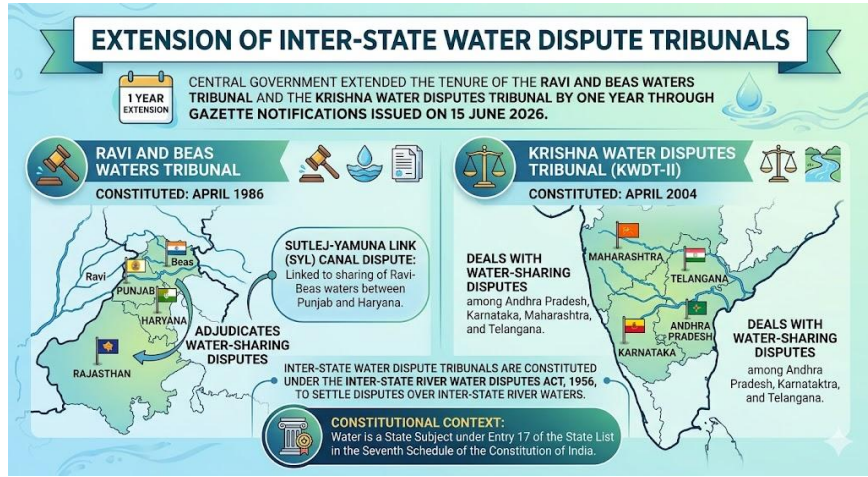 EXTENSION OF INTER-STATE WATER DISPUTE TRIBUNALS
1 YEAR
EXTENSION
CENTRAL GOVERNMENT EXTENDED THE TENURE OF THE RAVI AND BEAS WATERS
TRIBUNAL AND THE KRISHNA WATER DISPUTES TRIBUNAL BY ONE YEAR THROUGH
GAZETTE NOTIFICATIONS ISSUED ON 15 JUNE 2026.
RAVI AND BEAS
WATERS TRIBUNAL
CONSTITUTED: APRIL 1986
Ravi
Beas
PUNJAB
HARYANA
RAJASTHAN
SUTLEJ-YAMUNA LINK
(SYL) CANAL DISPUTE:
Linked to sharing of Ravi-
Beas waters between
Punjab and Haryana.
ADJUDICATES
WATER-SHARING
DISPUTES
KRISHNA WATER DISPUTES
TRIBUNAL (KWDT-II)
CONSTITUTED: APRIL 2004
DEALS WITH
WATER-SHARING
DISPUTES
among Andhra Pradesh,
Karnataka, Maharashtra,
and Telangana.
MAHARASHTRA
TELANGANA
ANDHRA
PRADESH
KARNATAKA
DEALS WITH
WATER-SHARING
DISPUTES
among Andhra
Pradesh, Karnataktra,
and Telangana.
INTER-STATE WATER DISPUTE TRIBUNALS ARE CONSTITUTED
UNDER THE INTER-STATE RIVER WATER DISPUTES ACT, 1956,
TO SETTLE DISPUTES OVER INTER-STATE RIVER WATERS.
CONSTITUTIONAL CONTEXT:
Water is a State Subject under Entry 17 of the State List
in the Seventh Schedule of the Constitution of India.